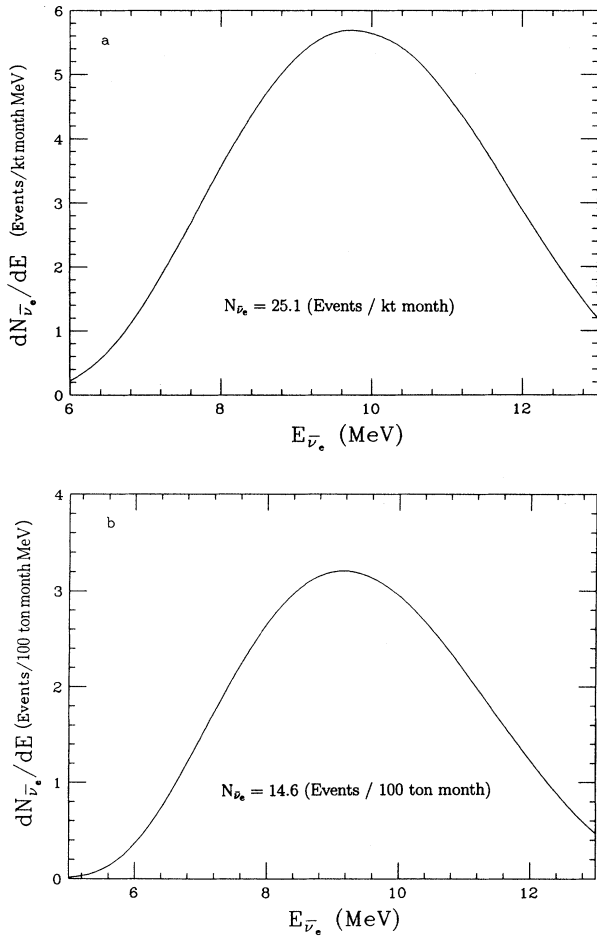 a
dN_ν̄e/dE (Events/kt month MeV)
6
5
4
3
2
1
0
N_ν̄e = 25.1 (Events / kt month)
6 8 10 12
E_ν̄e (MeV)
b
dN_ν̄e/dE (Events/100 ton month MeV)
4
3
2
1
0
N_ν̄e = 14.6 (Events / 100 ton month)
6 8 10 12
E_ν̄e (MeV)